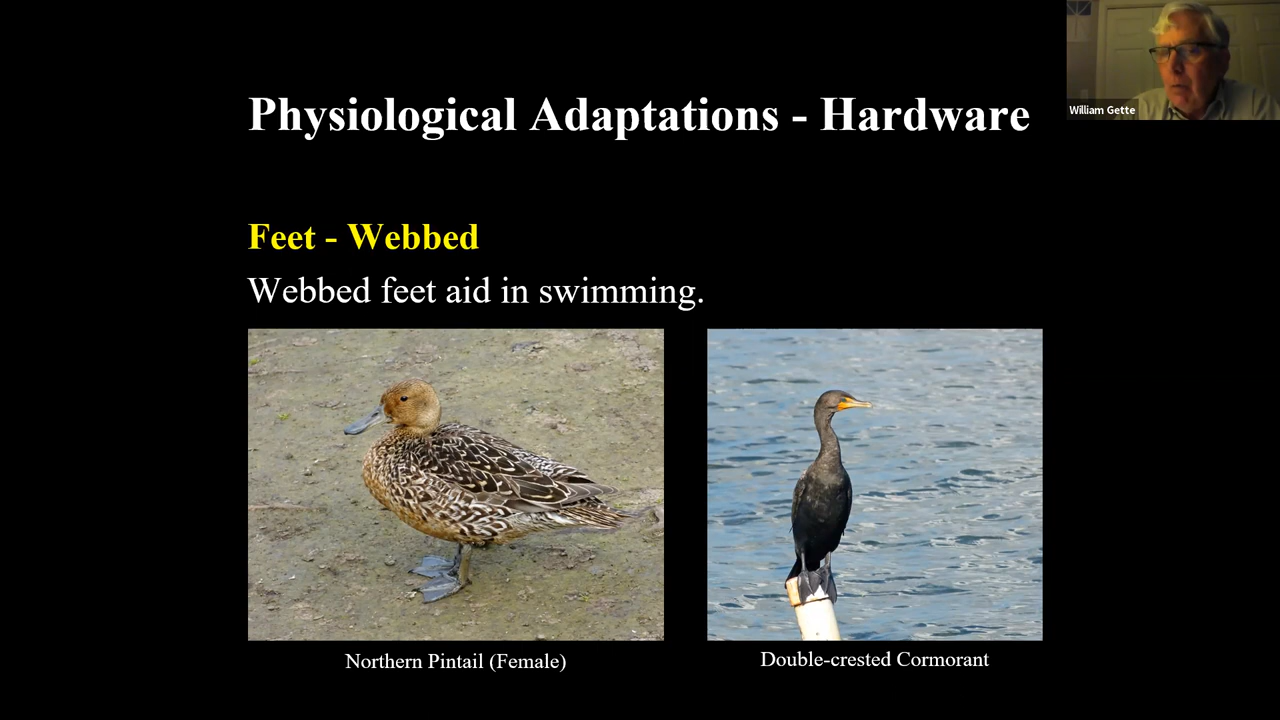 Physiological Adaptations - Hardware
William Gette
Feet - Webbed
Webbed feet aid in swimming.
Northern Pintail (Female)
Double-crested Cormorant